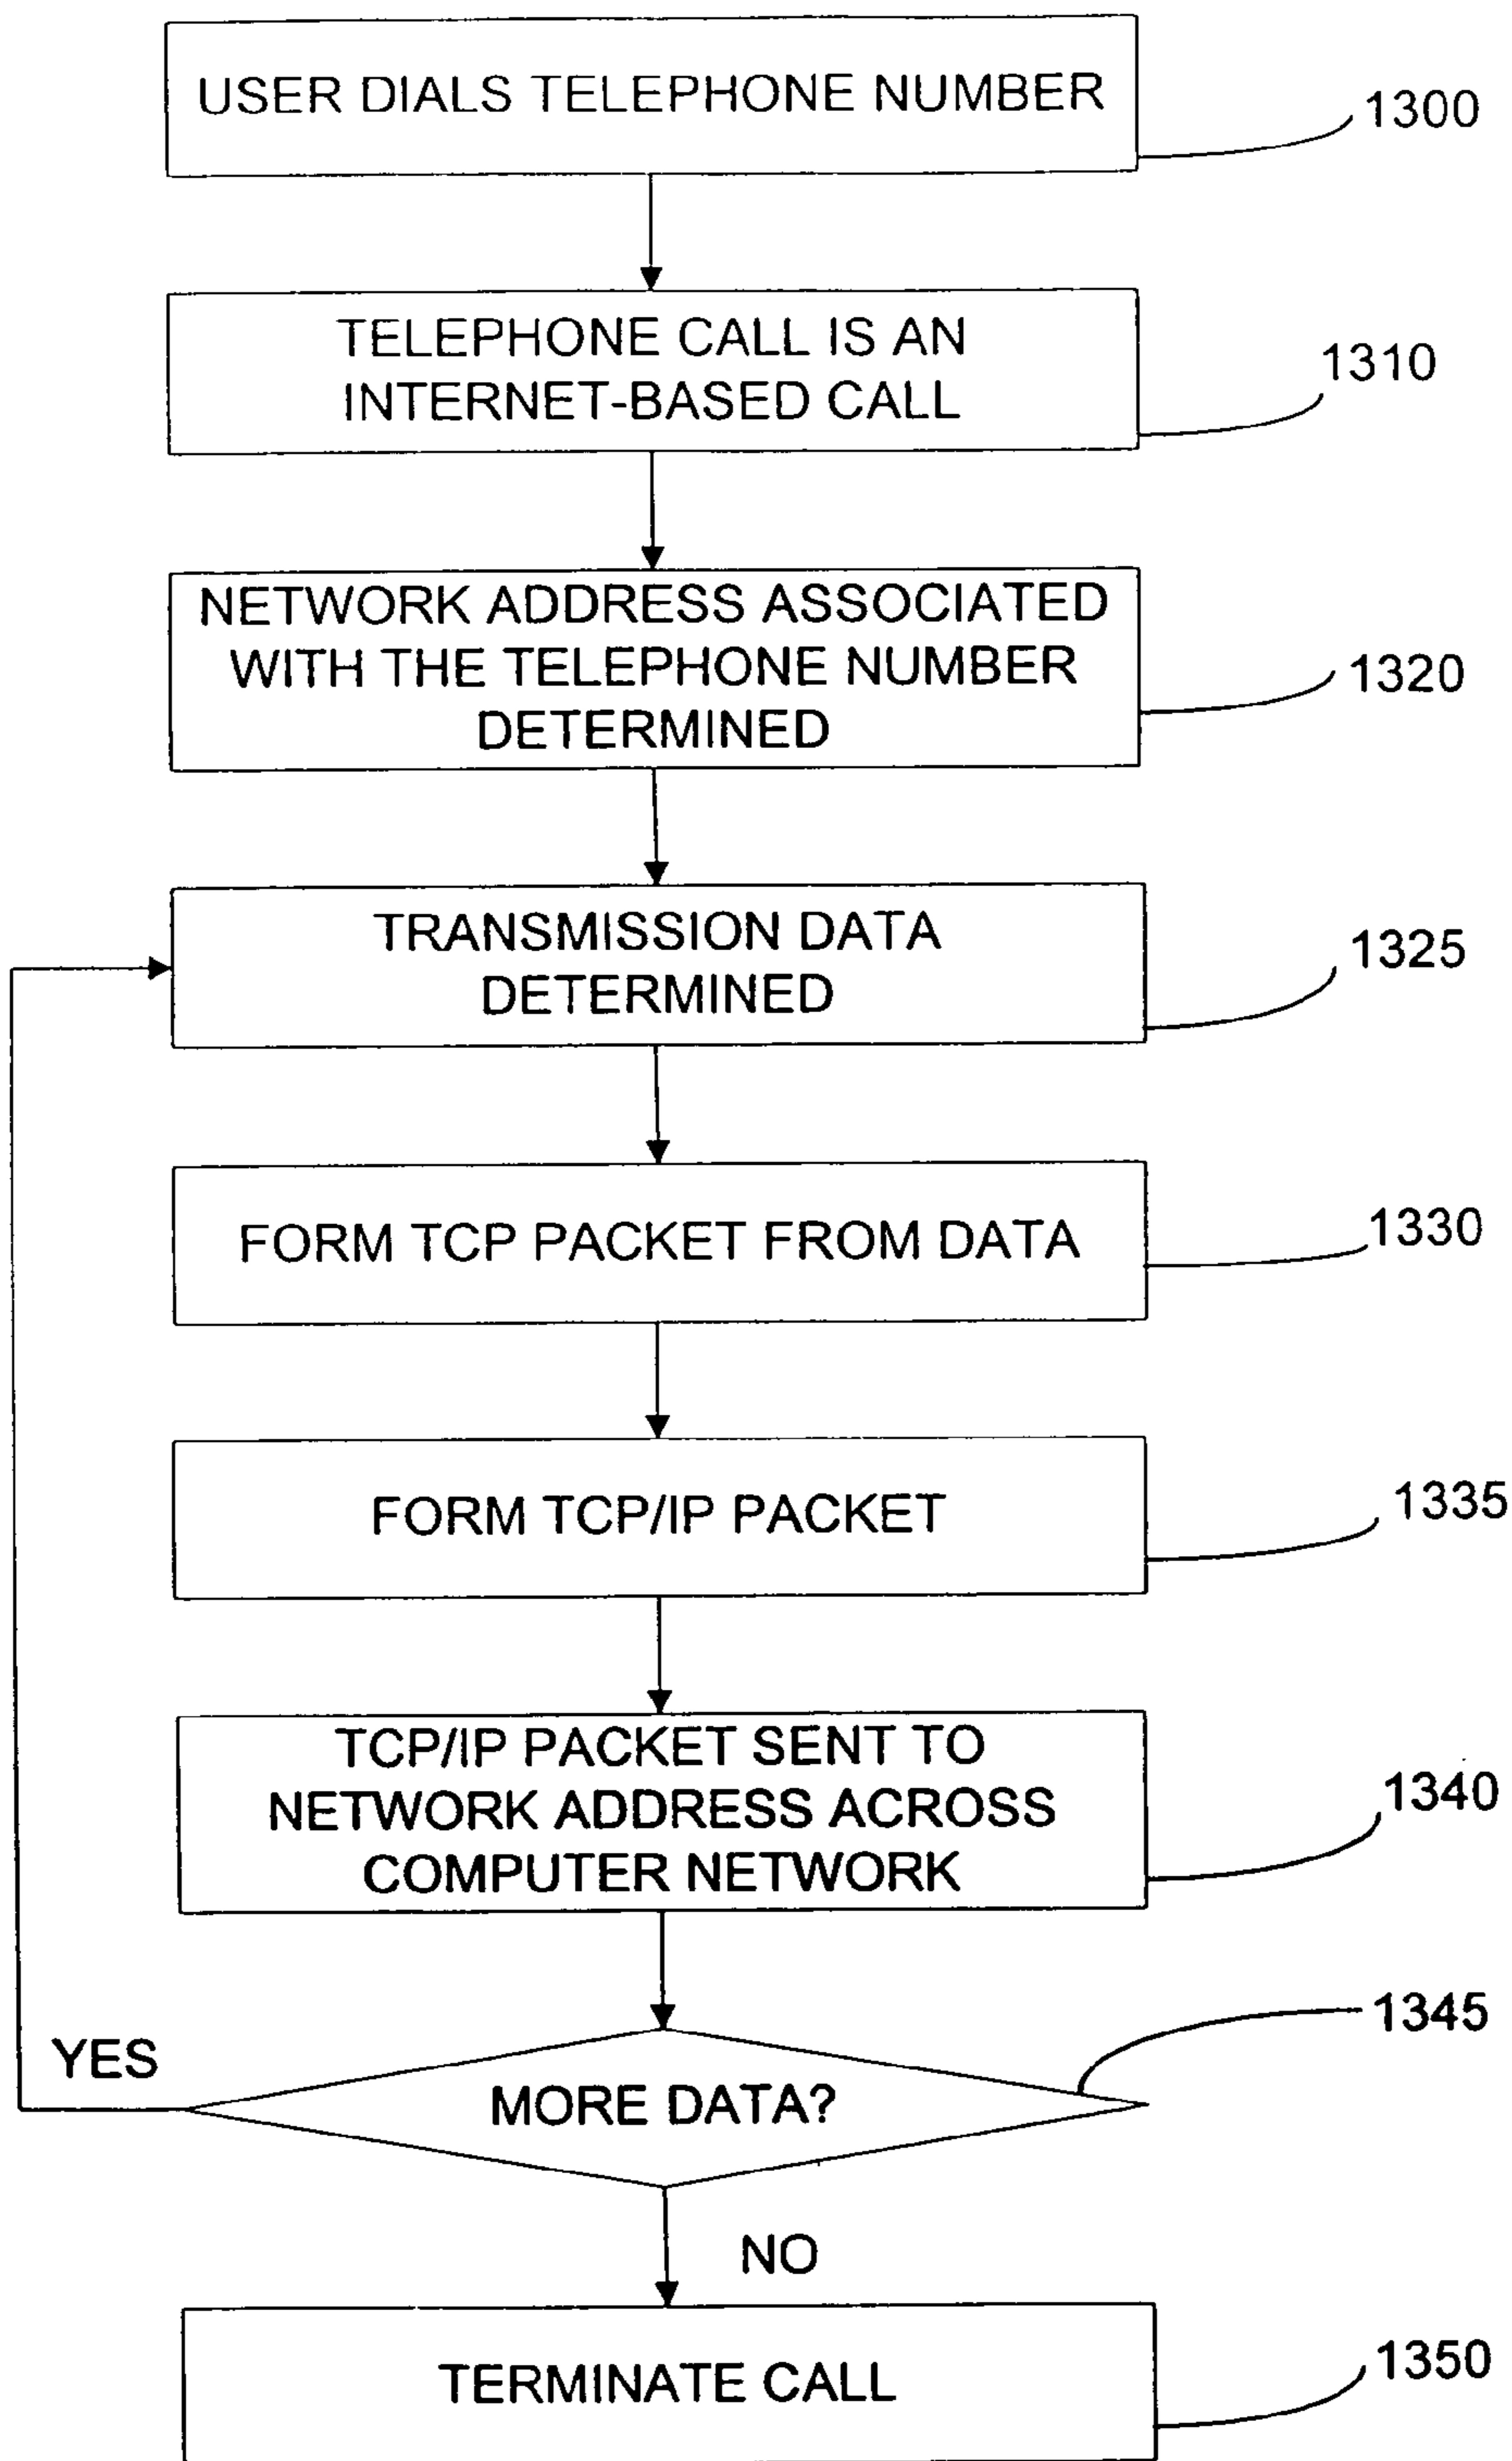 USER DIALS TELEPHONE NUMBER
1300
TELEPHONE CALL IS AN
INTERNET-BASED CALL
1310
NETWORK ADDRESS ASSOCIATED
WITH THE TELEPHONE NUMBER
DETERMINED
1320
TRANSMISSION DATA
DETERMINED
1325
FORM TCP PACKET FROM DATA
1330
FORM TCP/IP PACKET
1335
TCP/IP PACKET SENT TO
NETWORK ADDRESS ACROSS
COMPUTER NETWORK
1340
1345
YES
MORE DATA?
NO
TERMINATE CALL
1350